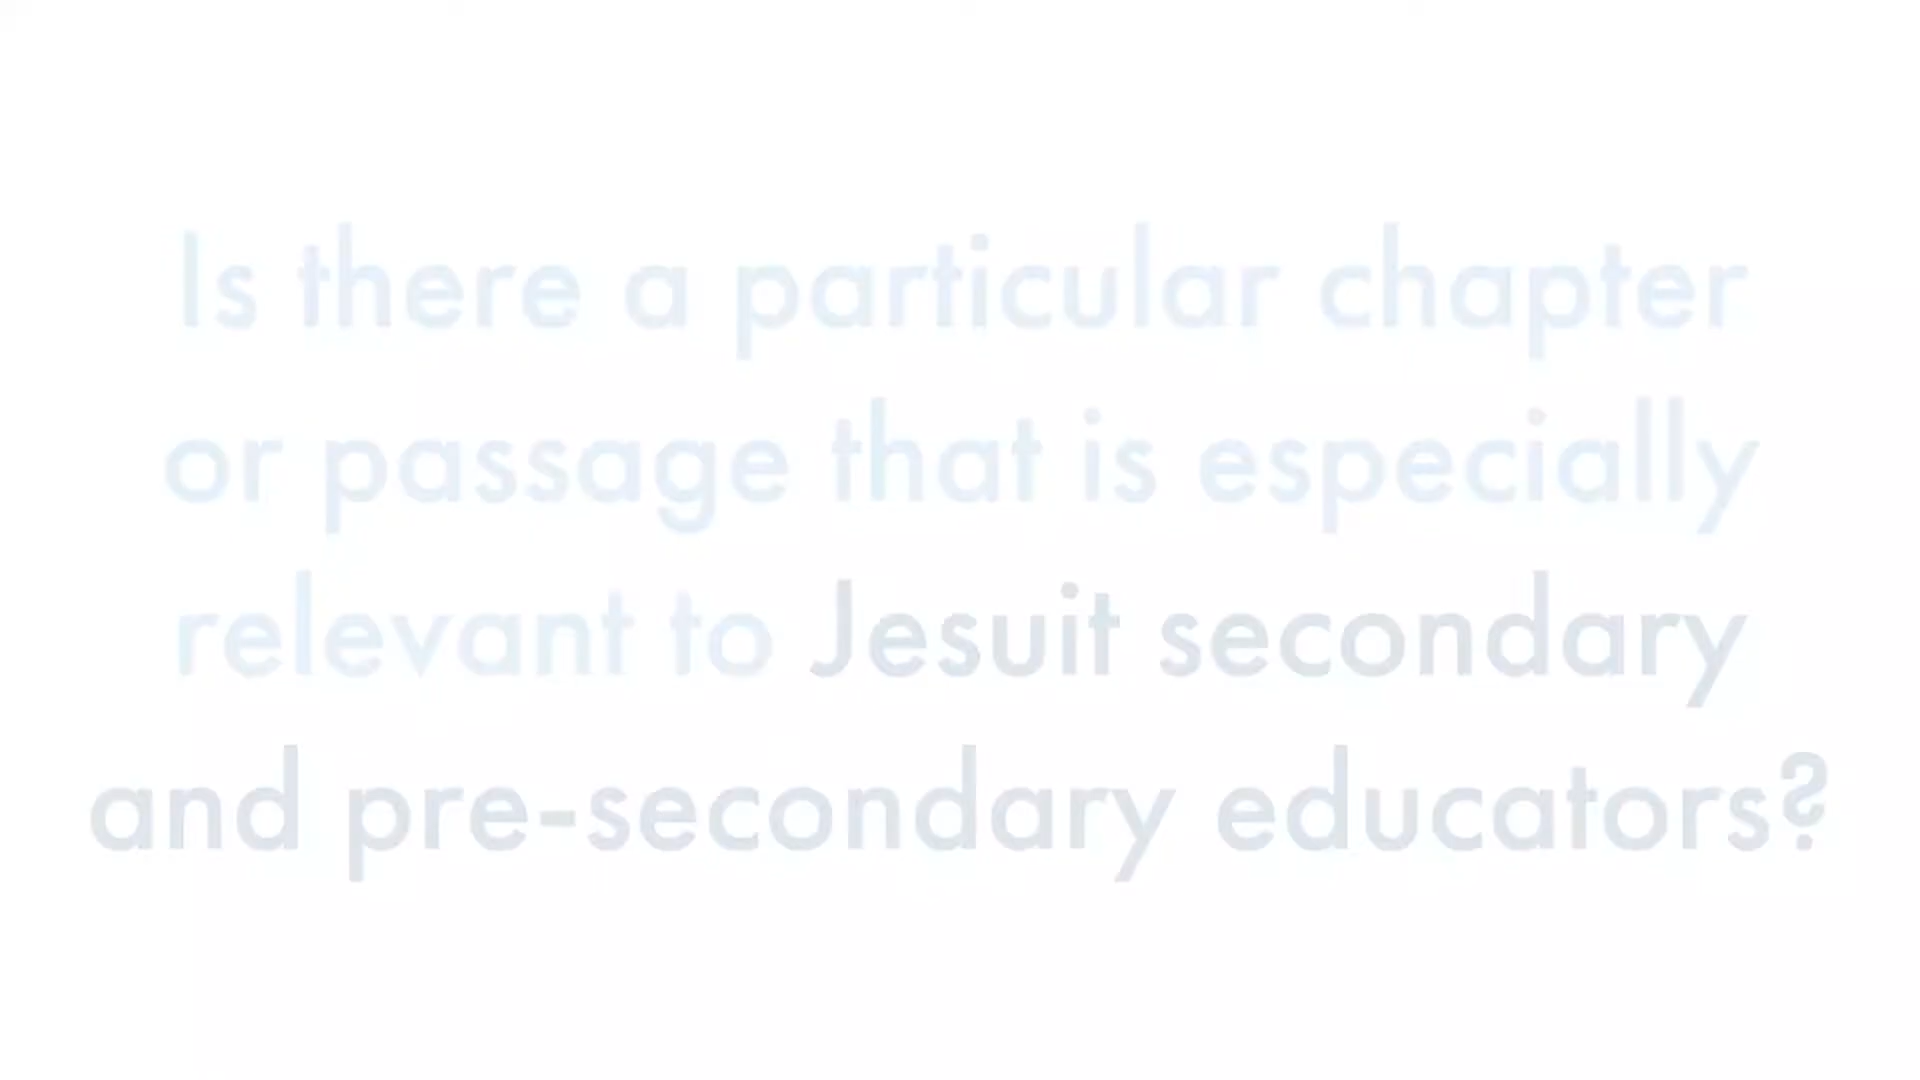 Is there a particular chapter
or passage that is especially
relevant to Jesuit secondary
and pre-secondary educators?